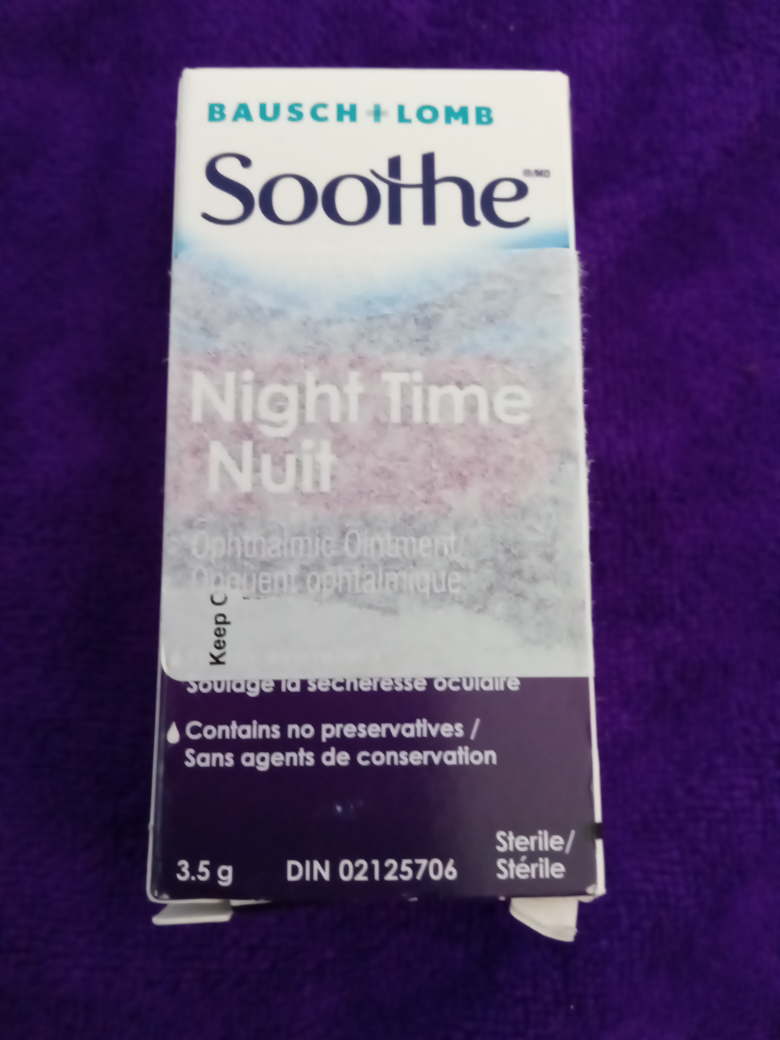 BAUSCH + LOMB
Soothe ®/MD
Night Time
Nuit
Ophthalmic Ointment
Onguent ophtalmique
Keep
Soulage la sécheresse oculaire
Contains no preservatives /
Sans agents de conservation
Sterile/
3.5 g DIN 02125706 Stérile